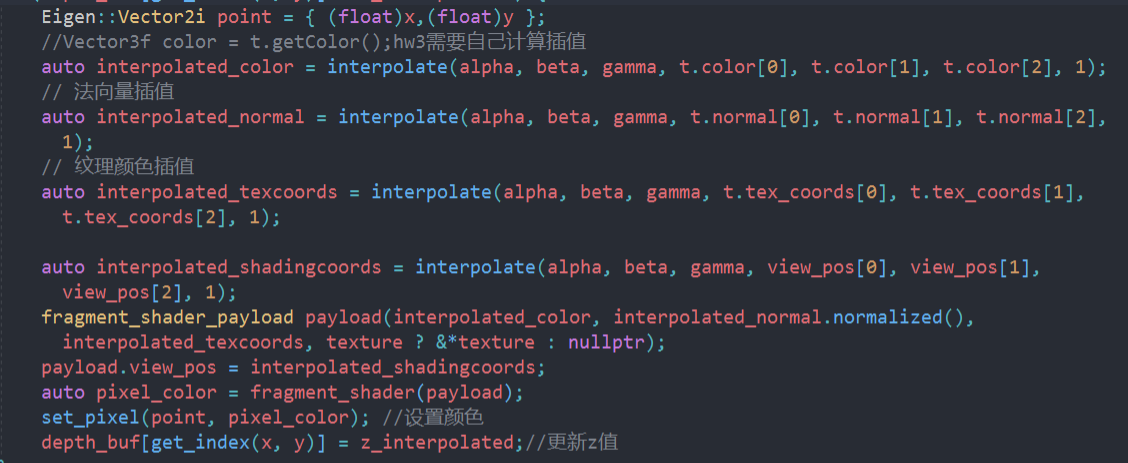 Eigen::Vector2i point = { (float)x,(float)y };
//Vector3f color = t.getColor();hw3需要自己计算插值
auto interpolated_color = interpolate(alpha, beta, gamma, t.color[0], t.color[1], t.color[2], 1);
// 法向量插值
auto interpolated_normal = interpolate(alpha, beta, gamma, t.normal[0], t.normal[1], t.normal[2],
1);
// 纹理颜色插值
auto interpolated_texcoords = interpolate(alpha, beta, gamma, t.tex_coords[0], t.tex_coords[1],
t.tex_coords[2], 1);
auto interpolated_shadingcoords = interpolate(alpha, beta, gamma, view_pos[0], view_pos[1],
view_pos[2], 1);
fragment_shader_payload payload(interpolated_color, interpolated_normal.normalized(),
interpolated_texcoords, texture ? &*texture : nullptr);
payload.view_pos = interpolated_shadingcoords;
auto pixel_color = fragment_shader(payload);
set_pixel(point, pixel_color); //设置颜色
depth_buf[get_index(x, y)] = z_interpolated;//更新z值